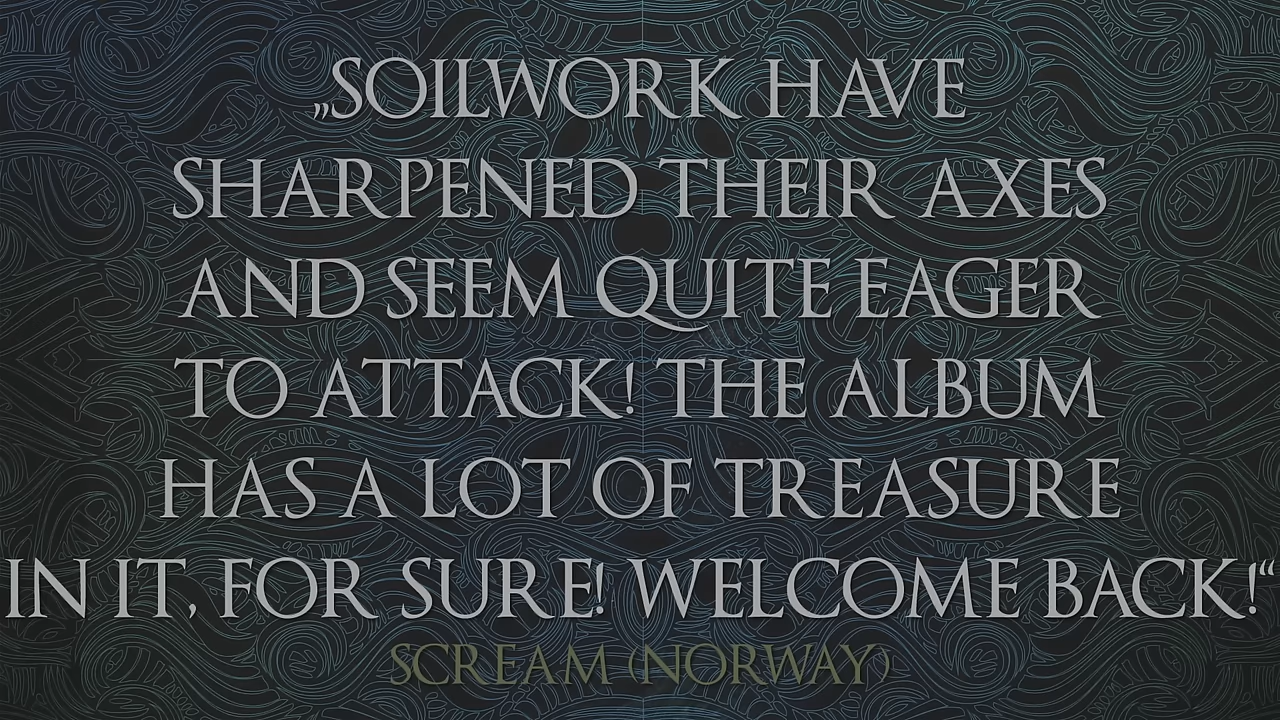 „SOILWORK HAVE
SHARPENED THEIR AXES
AND SEEM QUITE EAGER
TO ATTACK! THE ALBUM
HAS A LOT OF TREASURE
IN IT, FOR SURE! WELCOME BACK!“
SCREAM (NORWAY)